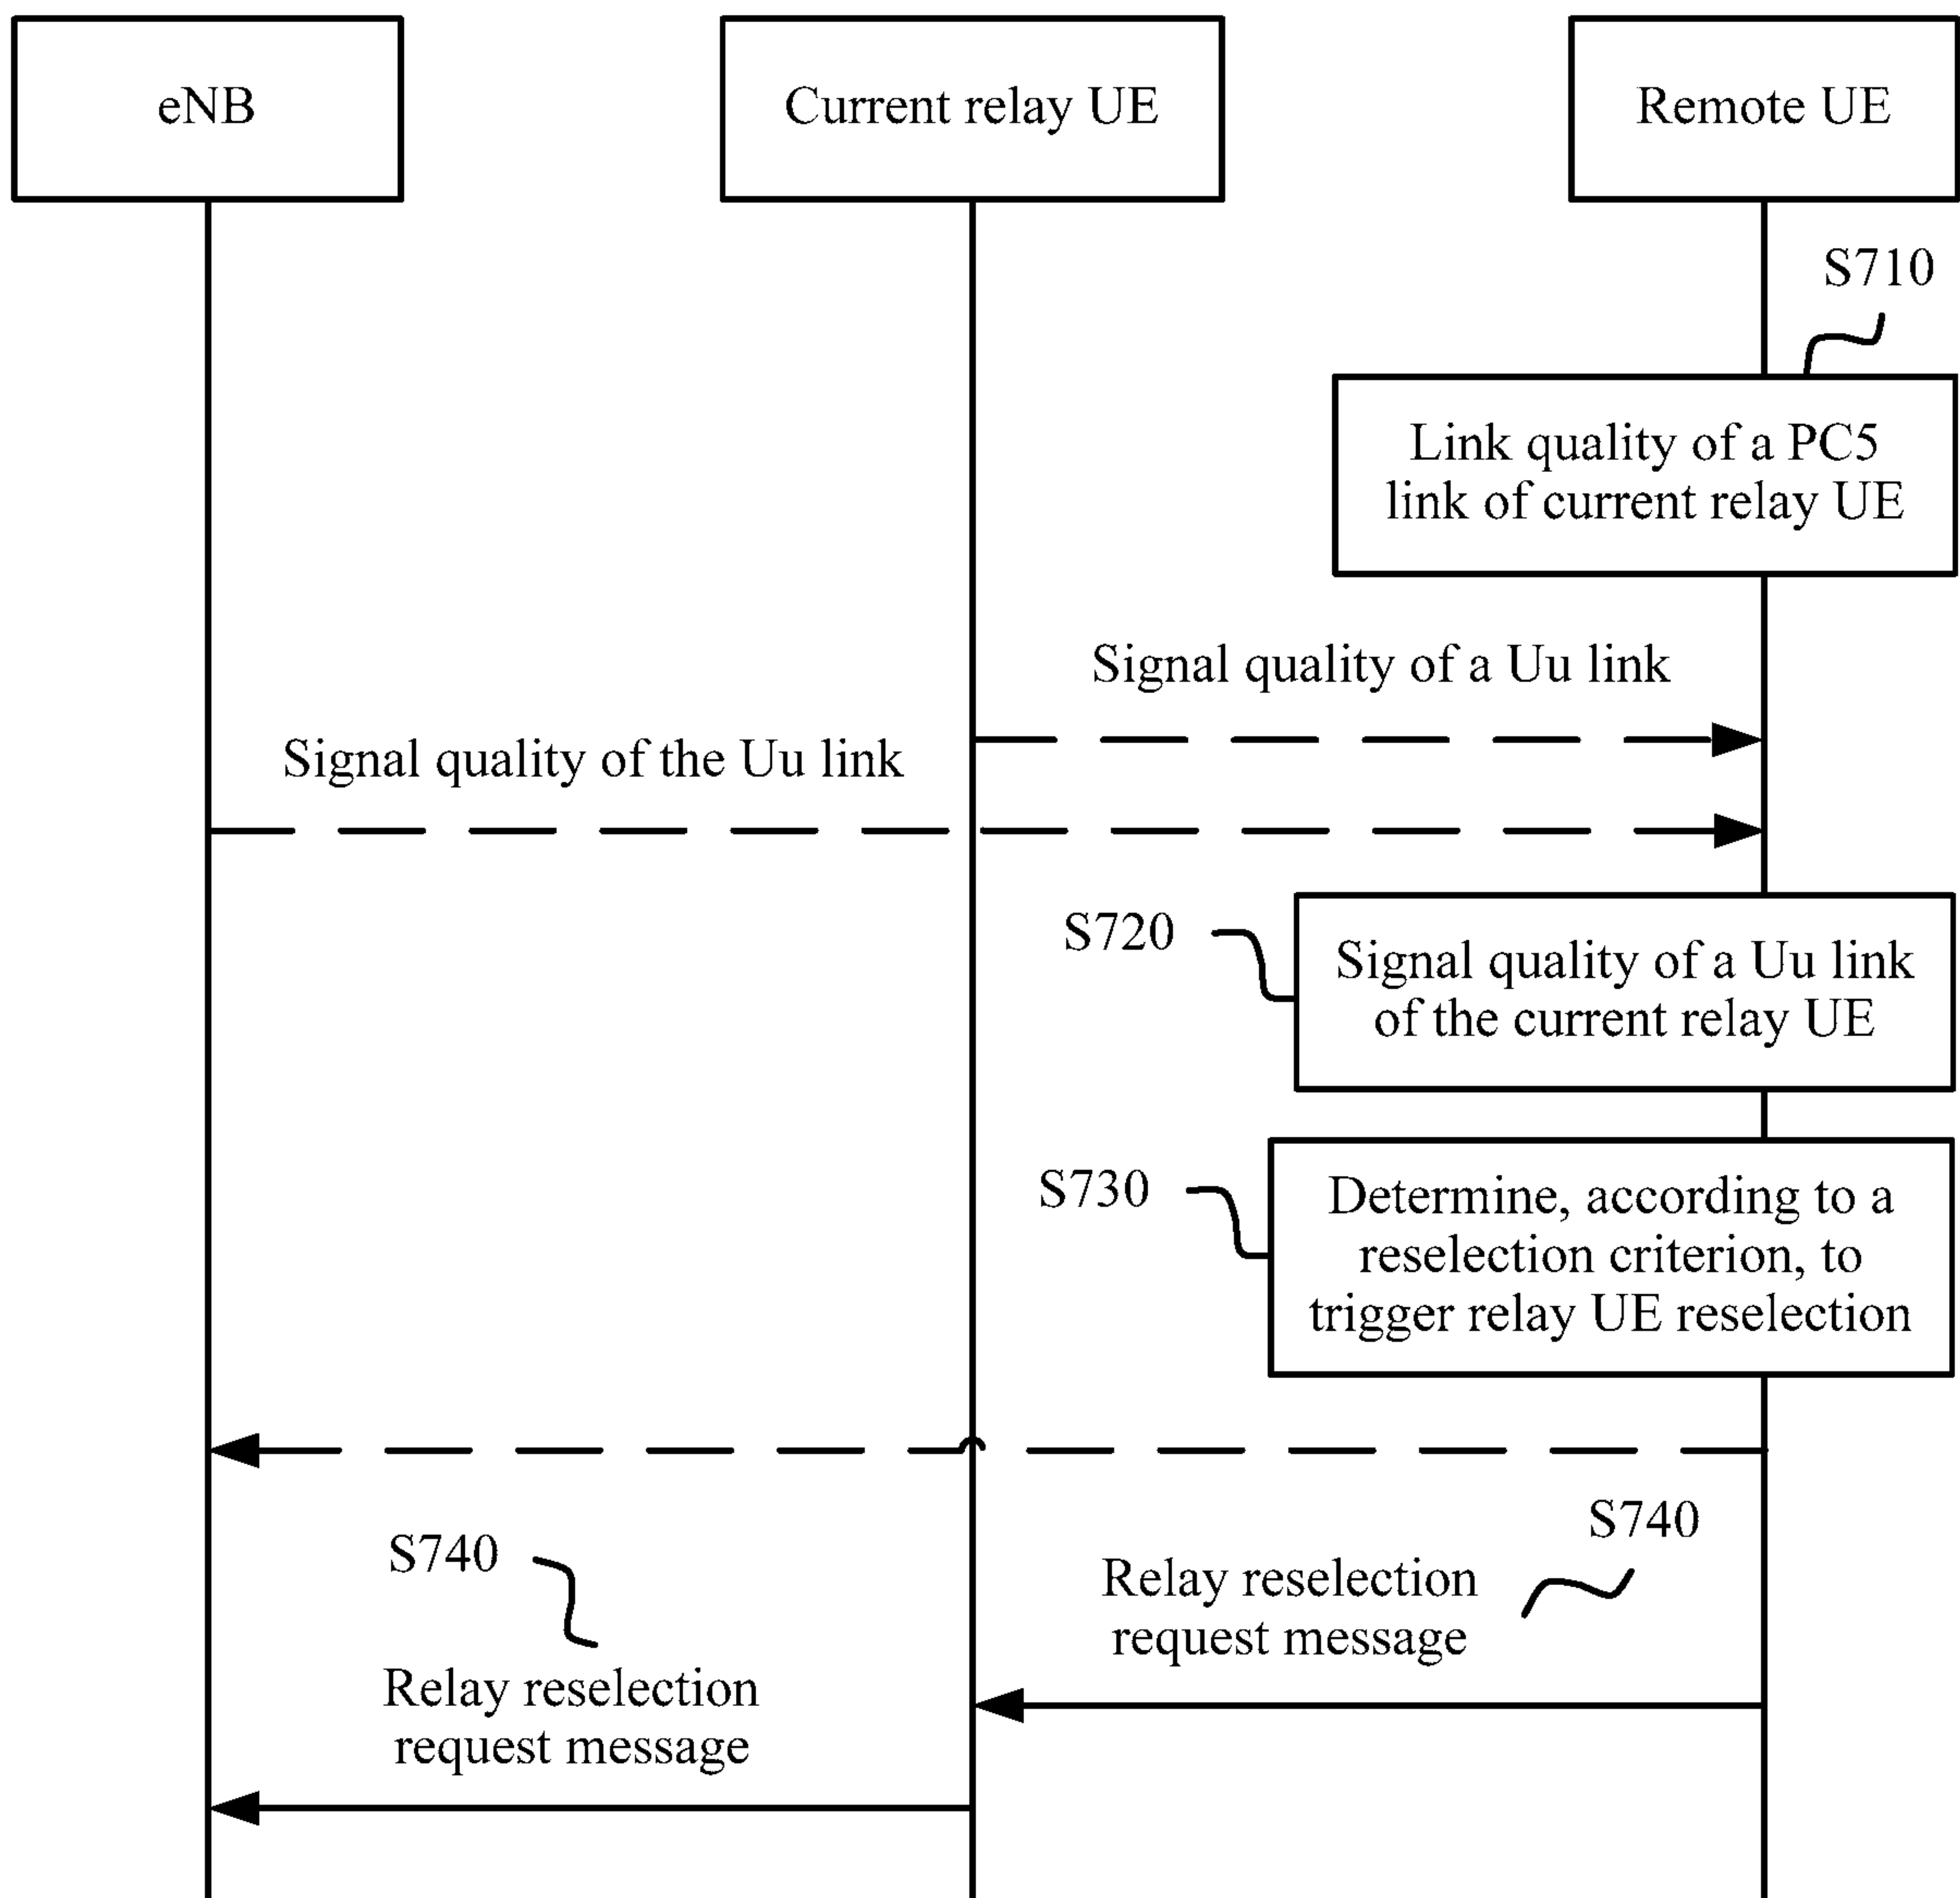 eNB
Current relay UE
Remote UE
S710
Link quality of a PC5
link of current relay UE
Signal quality of a Uu link
Signal quality of the Uu link
S720
Signal quality of a Uu link
of the current relay UE
S730
Determine, according to a
reselection criterion, to
trigger relay UE reselection
S740
Relay reselection
request message
S740
Relay reselection
request message